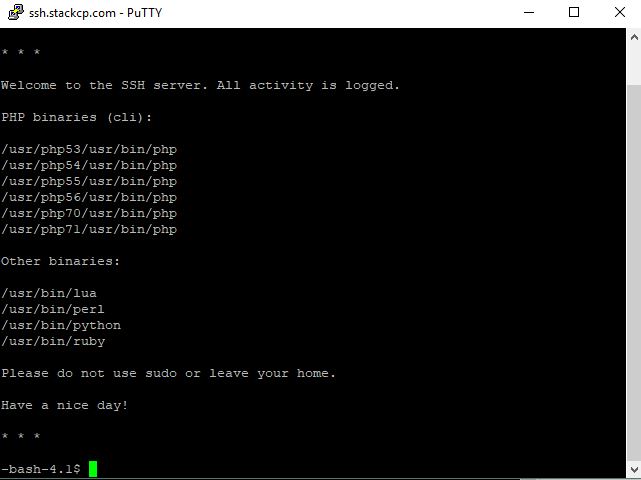 ssh.stackcp.com - PuTTY
* * *
Welcome to the SSH server. All activity is logged.
PHP binaries (cli):
/usr/php53/usr/bin/php
/usr/php54/usr/bin/php
/usr/php55/usr/bin/php
/usr/php56/usr/bin/php
/usr/php70/usr/bin/php
/usr/php71/usr/bin/php
Other binaries:
/usr/bin/lua
/usr/bin/perl
/usr/bin/python
/usr/bin/ruby
Please do not use sudo or leave your home.
Have a nice day!
* * *
-bash-4.1$